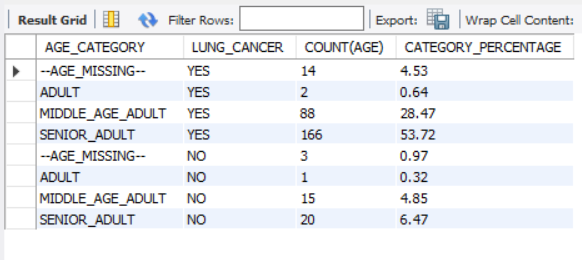 Result Grid Filter Rows: Export: Wrap Cell Content:
AGE_CATEGORY LUNG_CANCER COUNT(AGE) CATEGORY_PERCENTAGE
--AGE_MISSING-- YES 14 4.53
ADULT YES 2 0.64
MIDDLE_AGE_ADULT YES 88 28.47
SENIOR_ADULT YES 166 53.72
--AGE_MISSING-- NO 3 0.97
ADULT NO 1 0.32
MIDDLE_AGE_ADULT NO 15 4.85
SENIOR_ADULT NO 20 6.47